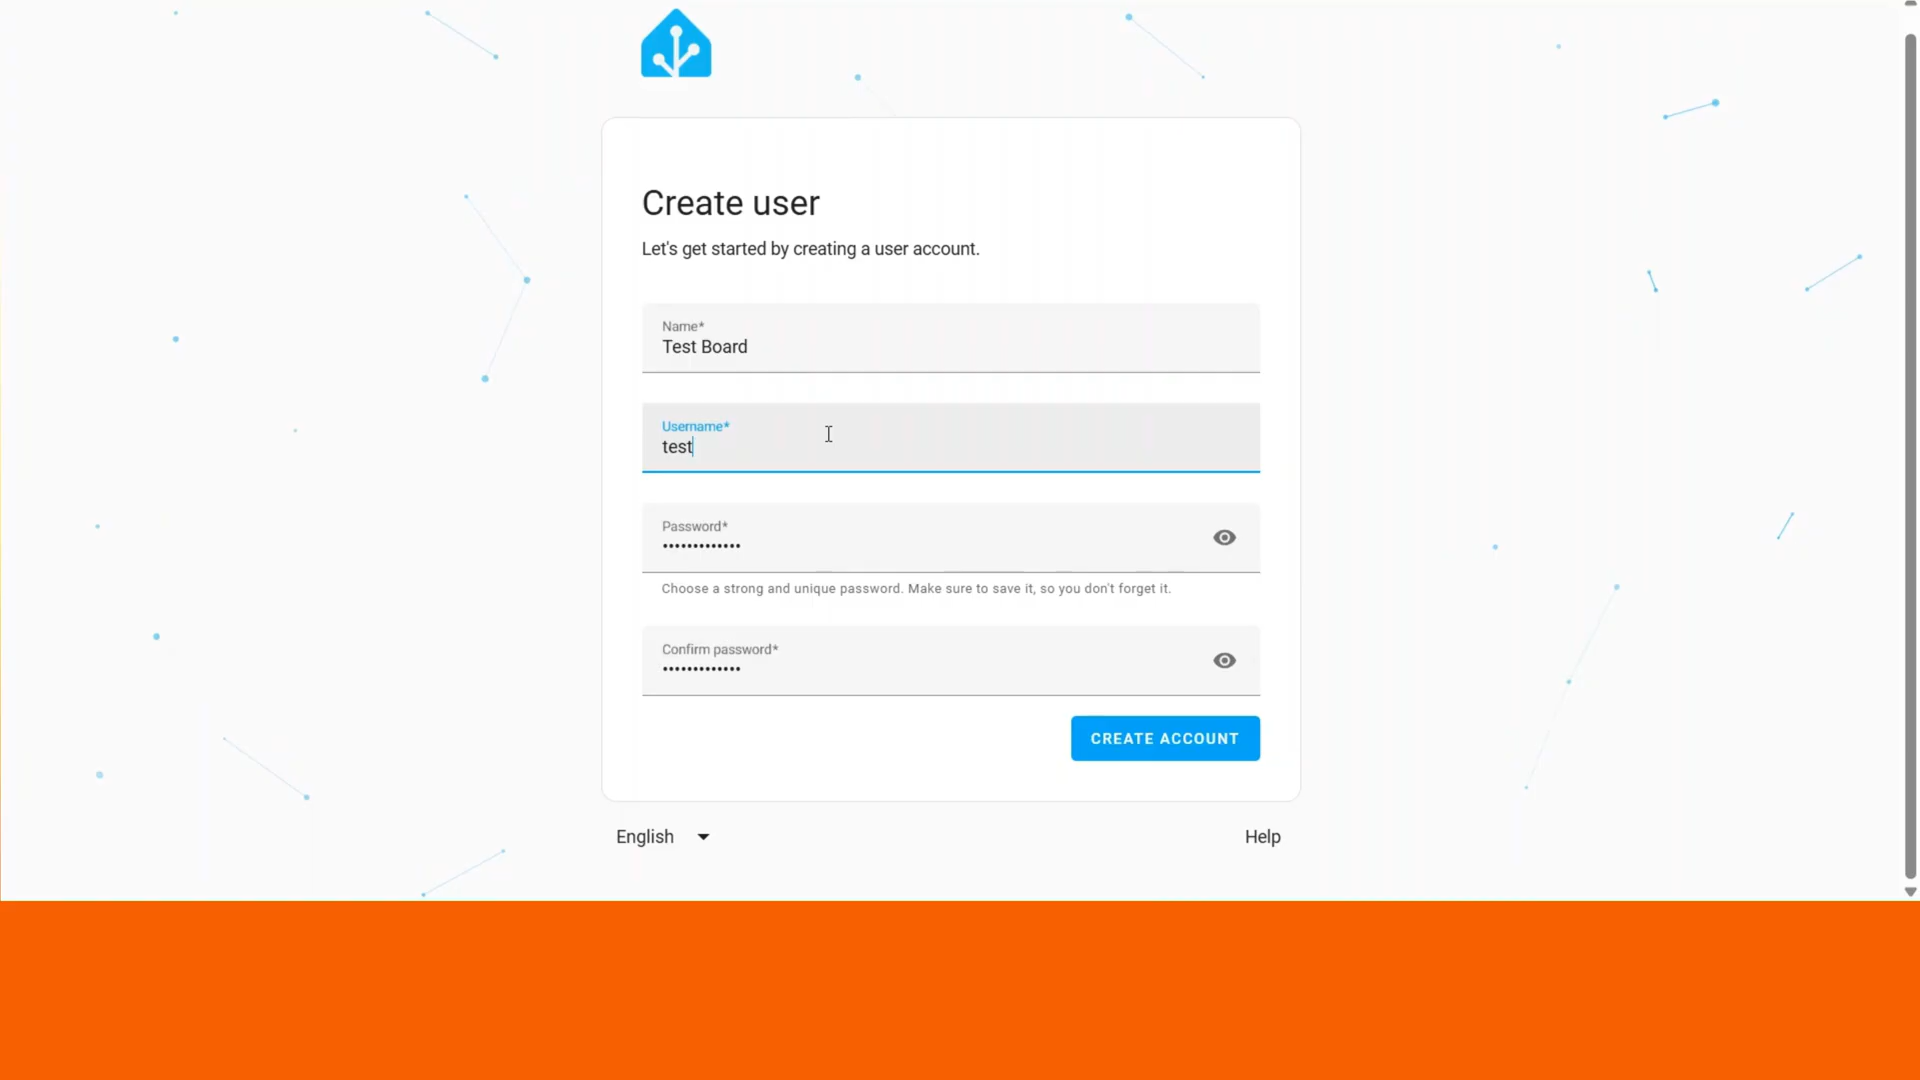 Create user
Let's get started by creating a user account.
Name*
Test Board
Username*
test
Password*
•••••••••••••
Choose a strong and unique password. Make sure to save it, so you don't forget it.
Confirm password*
•••••••••••••
CREATE ACCOUNT
English
Help